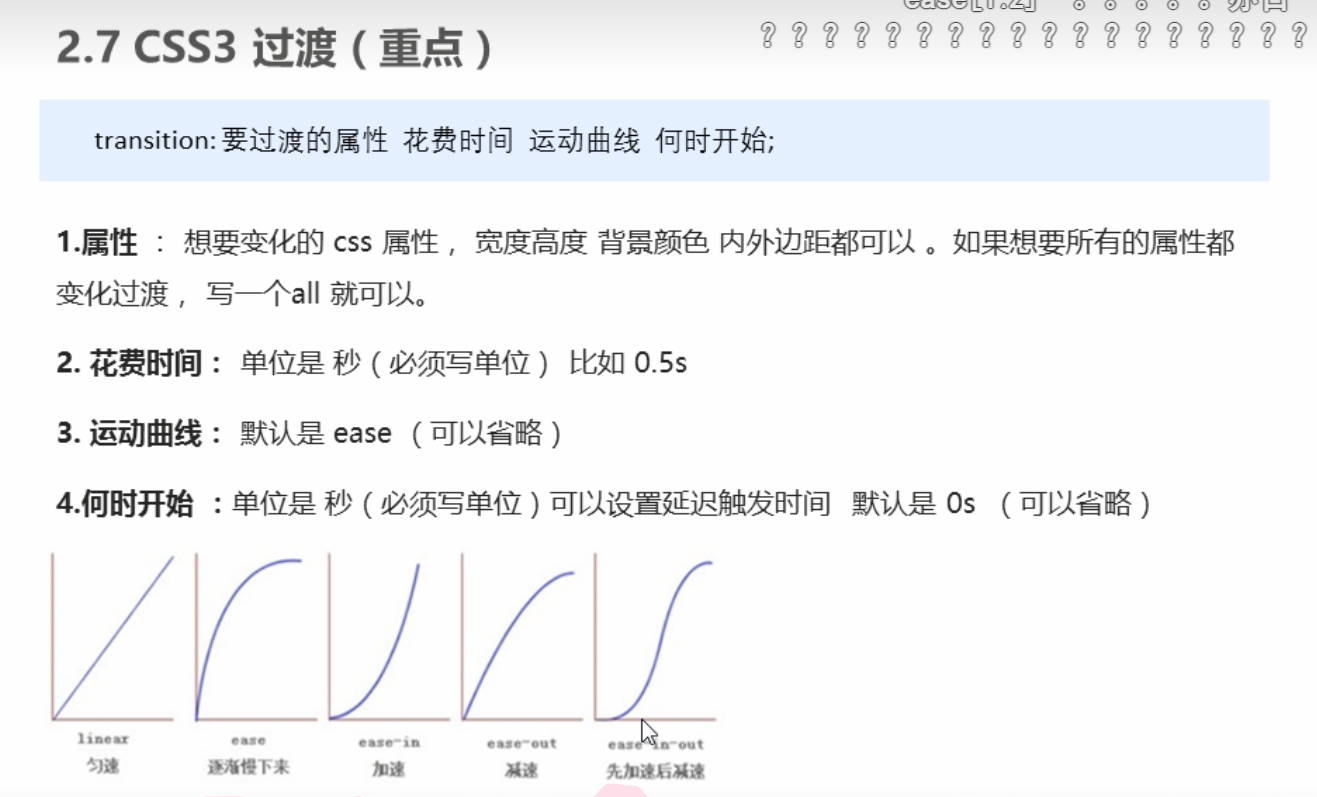 2.7 CSS3 过渡（重点）
？？？？？？？？？？？？？？？？？？
transition: 要过渡的属性 花费时间 运动曲线 何时开始;
1.属性 ： 想要变化的 css 属性， 宽度高度 背景颜色 内外边距都可以 。如果想要所有的属性都
变化过渡， 写一个all 就可以。
2. 花费时间： 单位是 秒（必须写单位） 比如 0.5s
3. 运动曲线： 默认是 ease （可以省略）
4.何时开始 ：单位是 秒（必须写单位）可以设置延迟触发时间 默认是 0s （可以省略）
linear ease ease-in ease-out ease-in-out
匀速 逐渐慢下来 加速 减速 先加速后减速